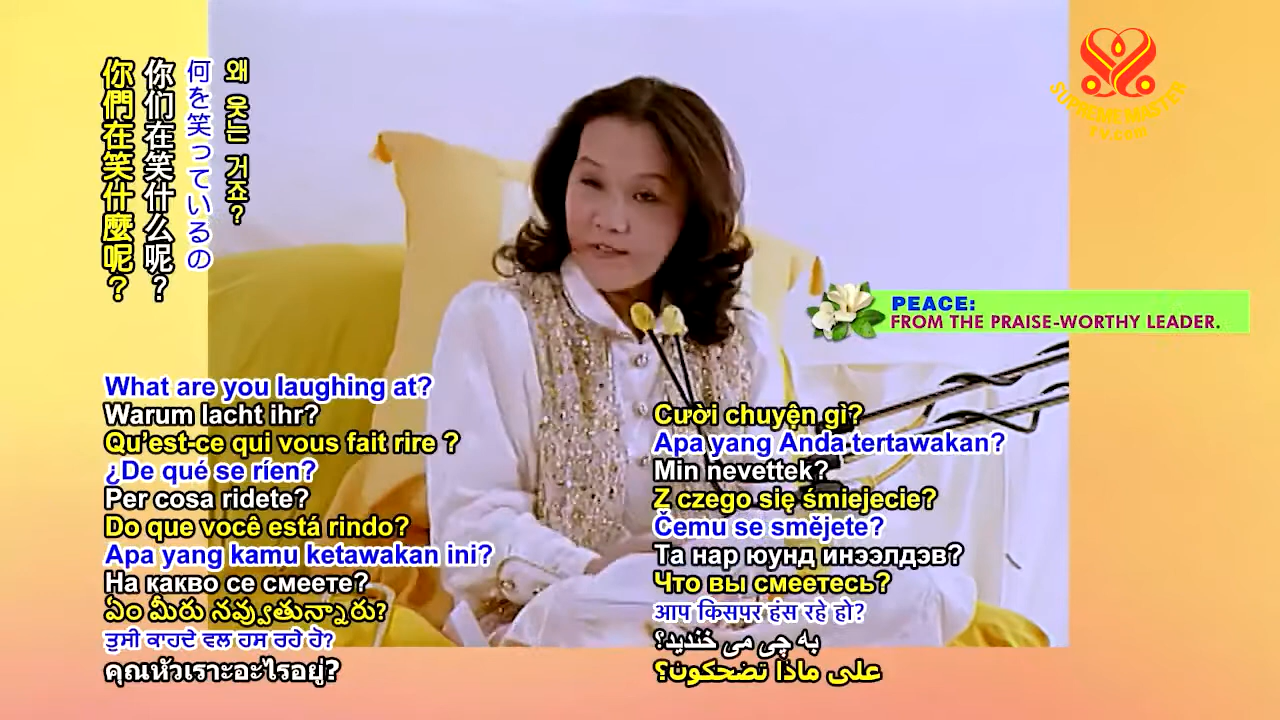 你們在笑什麼呢？
你们在笑什么呢？
何を笑っているの
왜 웃는 거죠?
SUPREME MASTER
TV.com
PEACE:
FROM THE PRAISE-WORTHY LEADER.
What are you laughing at?
Warum lacht ihr?
Qu'est-ce qui vous fait rire ?
¿De qué se ríen?
Per cosa ridete?
Do que você está rindo?
Apa yang kamu ketawakan ini?
На какво се смеете?
ఏం మీరు నవ్వుతున్నారు?
ਤੁਸੀ ਕਾਹਦੇ ਵਲ ਹਸ ਰਹੇ ਹੋ?
คุณหัวเราะอะไรอยู่?
Cười chuyện gì?
Apa yang Anda tertawakan?
Min nevettek?
Z czego się śmiejecie?
Čemu se smějete?
Та нар юунд инээлдэв?
Что вы смеетесь?
आप किसपर हंस रहे हो?
به چی می خندید؟
على ماذا تضحكون؟